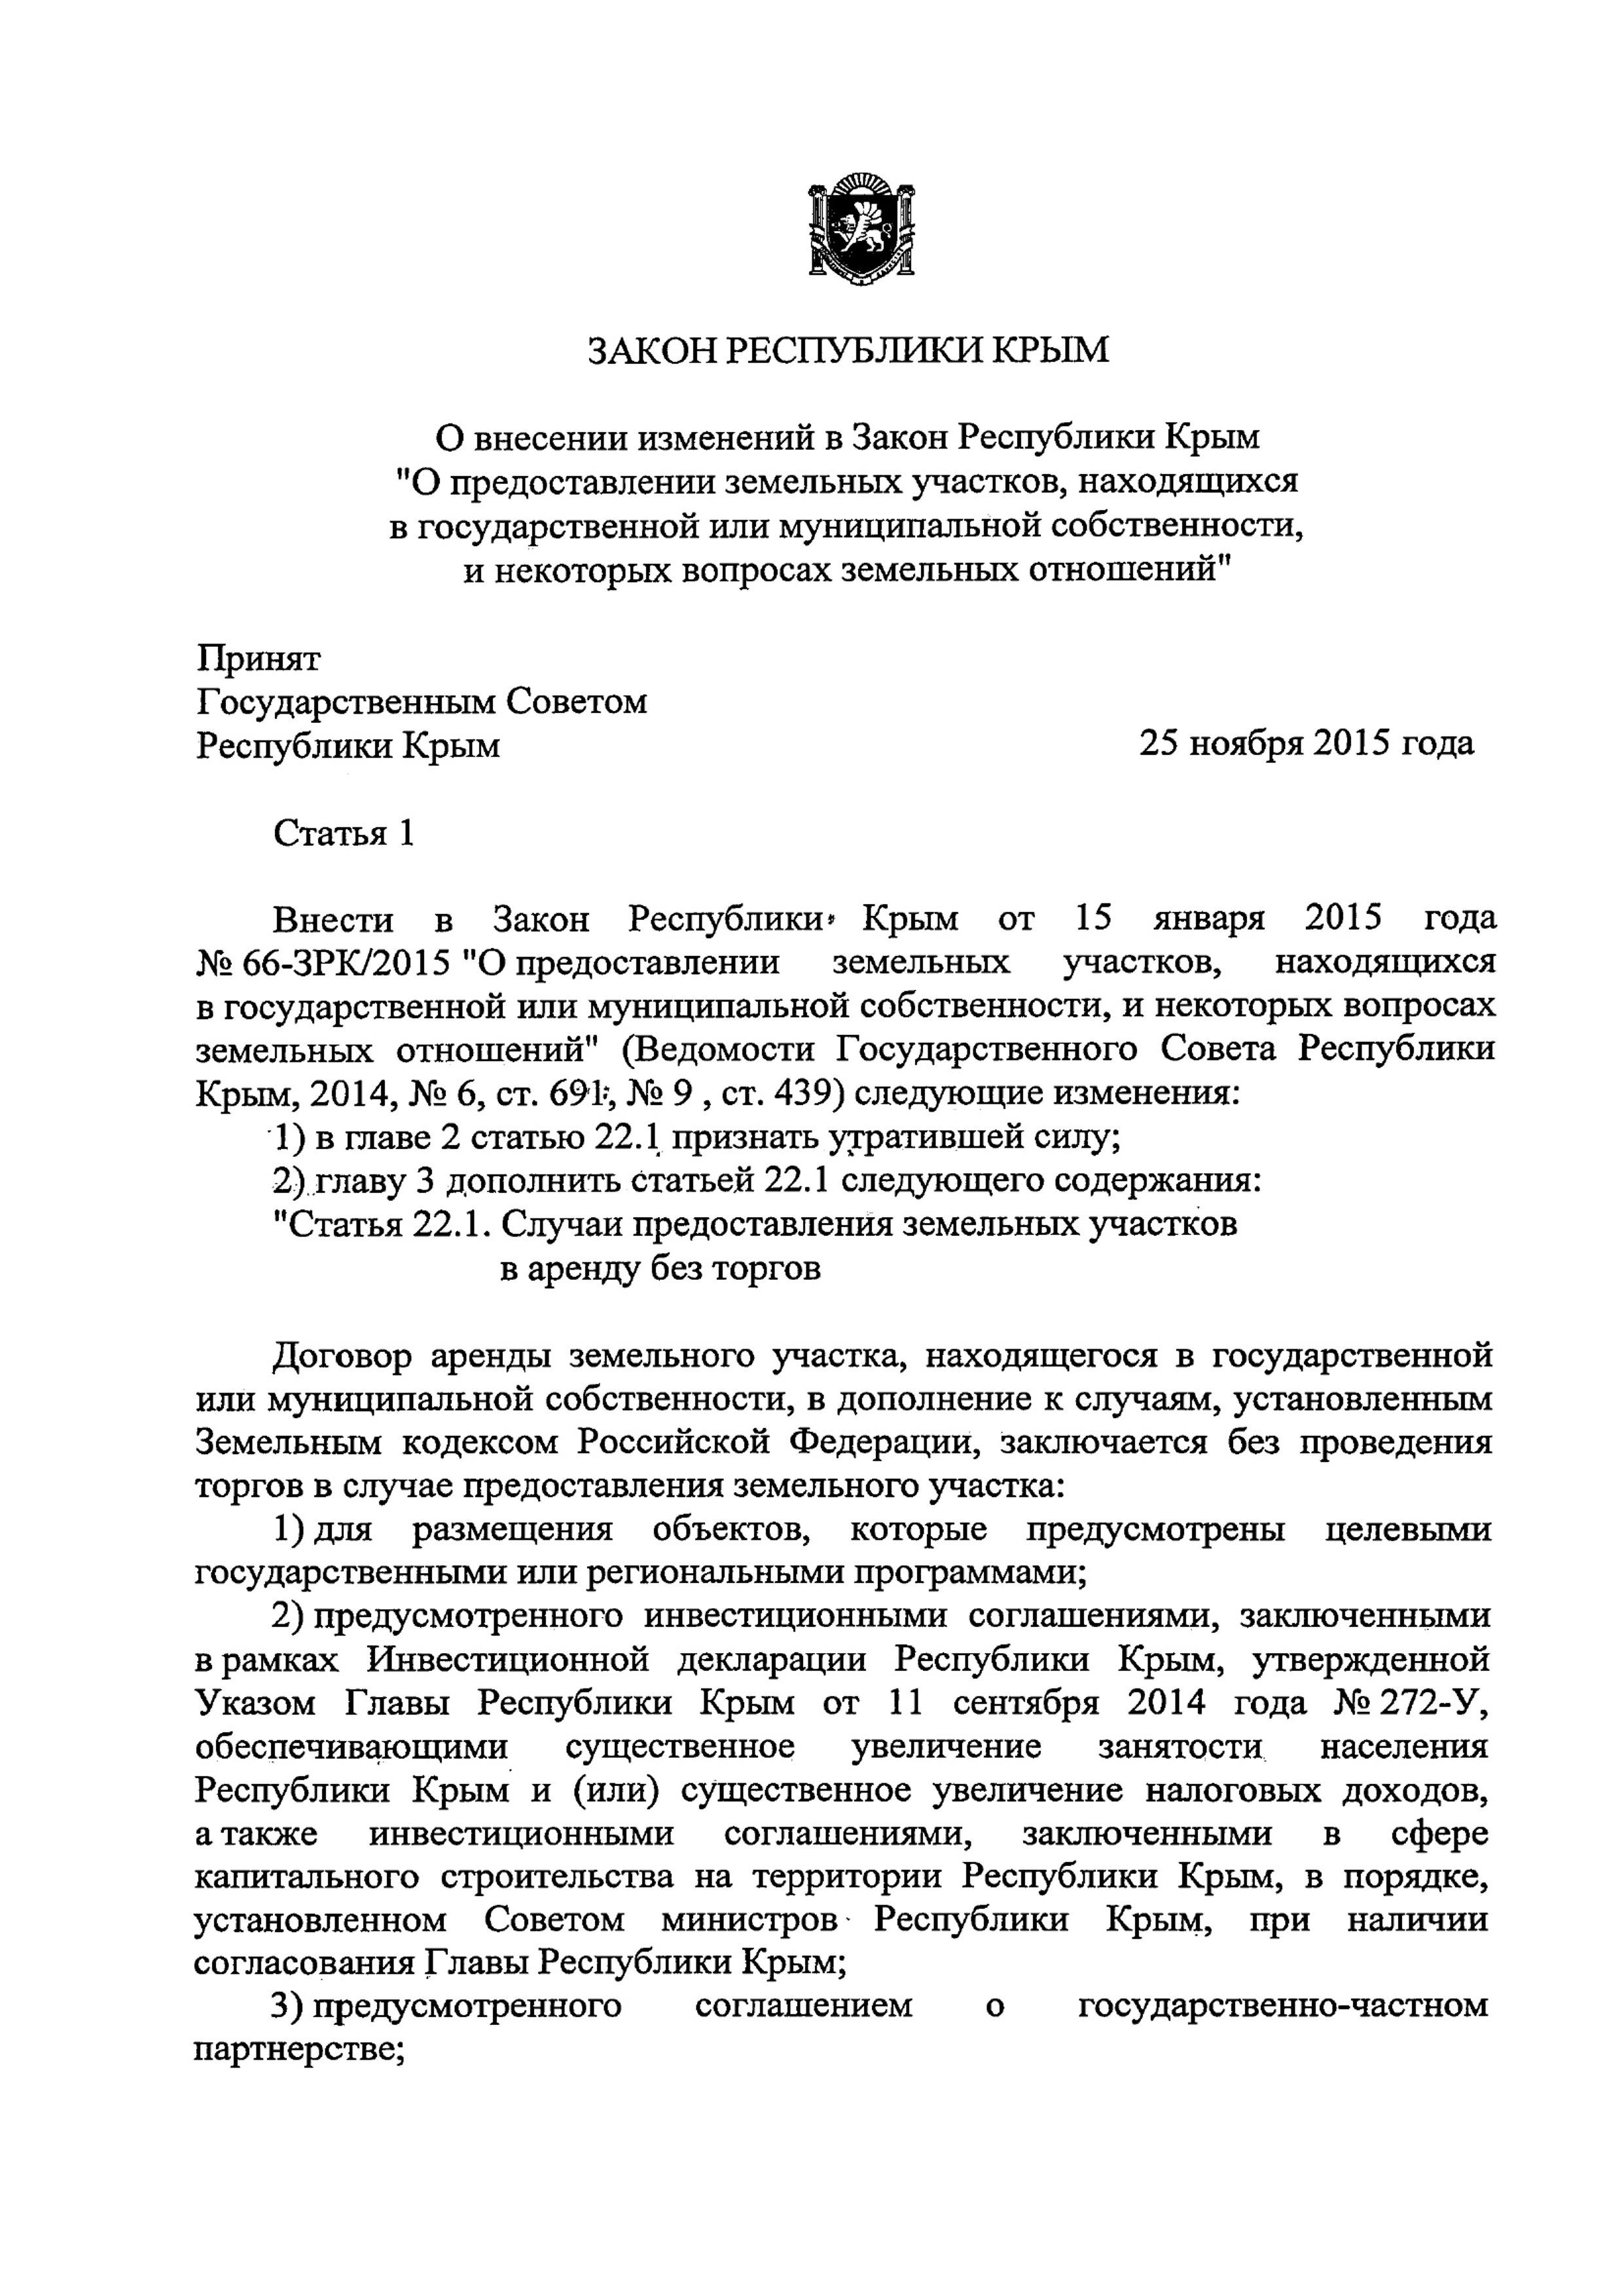 ЗАКОН РЕСПУБЛИКИ КРЫМ
О внесении изменений в Закон Республики Крым
"О предоставлении земельных участков, находящихся
в государственной или муниципальной собственности,
и некоторых вопросах земельных отношений"
Принят
Государственным Советом
Республики Крым 25 ноября 2015 года
Статья 1
Внести в Закон Республики Крым от 15 января 2015 года
№ 66-ЗРК/2015 "О предоставлении земельных участков, находящихся
в государственной или муниципальной собственности, и некоторых вопросах
земельных отношений" (Ведомости Государственного Совета Республики
Крым, 2014, № 6, ст. 691, № 9 , ст. 439) следующие изменения:
1) в главе 2 статью 22.1 признать утратившей силу;
2) главу 3 дополнить статьей 22.1 следующего содержания:
"Статья 22.1. Случаи предоставления земельных участков
в аренду без торгов
Договор аренды земельного участка, находящегося в государственной
или муниципальной собственности, в дополнение к случаям, установленным
Земельным кодексом Российской Федерации, заключается без проведения
торгов в случае предоставления земельного участка:
1) для размещения объектов, которые предусмотрены целевыми
государственными или региональными программами;
2) предусмотренного инвестиционными соглашениями, заключенными
в рамках Инвестиционной декларации Республики Крым, утвержденной
Указом Главы Республики Крым от 11 сентября 2014 года № 272-У,
обеспечивающими существенное увеличение занятости населения
Республики Крым и (или) существенное увеличение налоговых доходов,
а также инвестиционными соглашениями, заключенными в сфере
капитального строительства на территории Республики Крым, в порядке,
установленном Советом министров Республики Крым, при наличии
согласования Главы Республики Крым;
3) предусмотренного соглашением о государственно-частном
партнерстве;